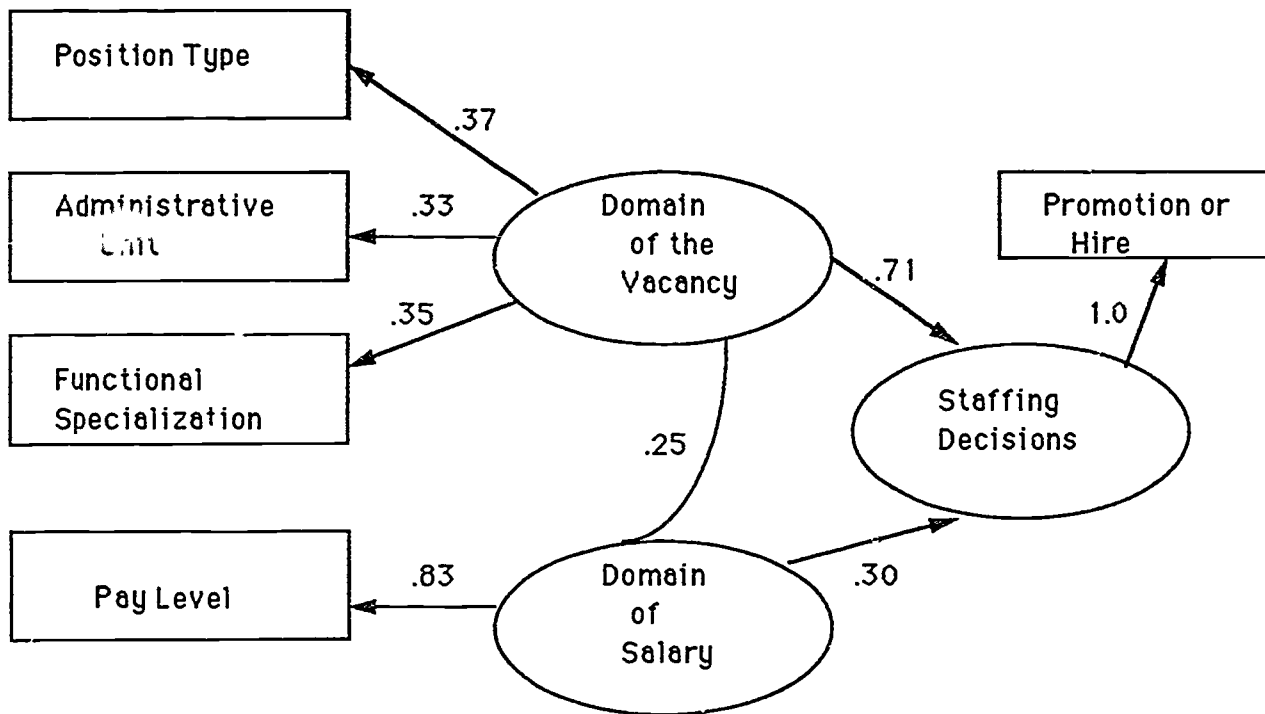 Position Type
.37
Administrative
.33
Domain
of the
Vacancy
Promotion or
Hire
.71
1.0
.35
Functional
Specialization
Staffing
Decisions
.25
Pay Level
.83
Domain
of
Salary
.30